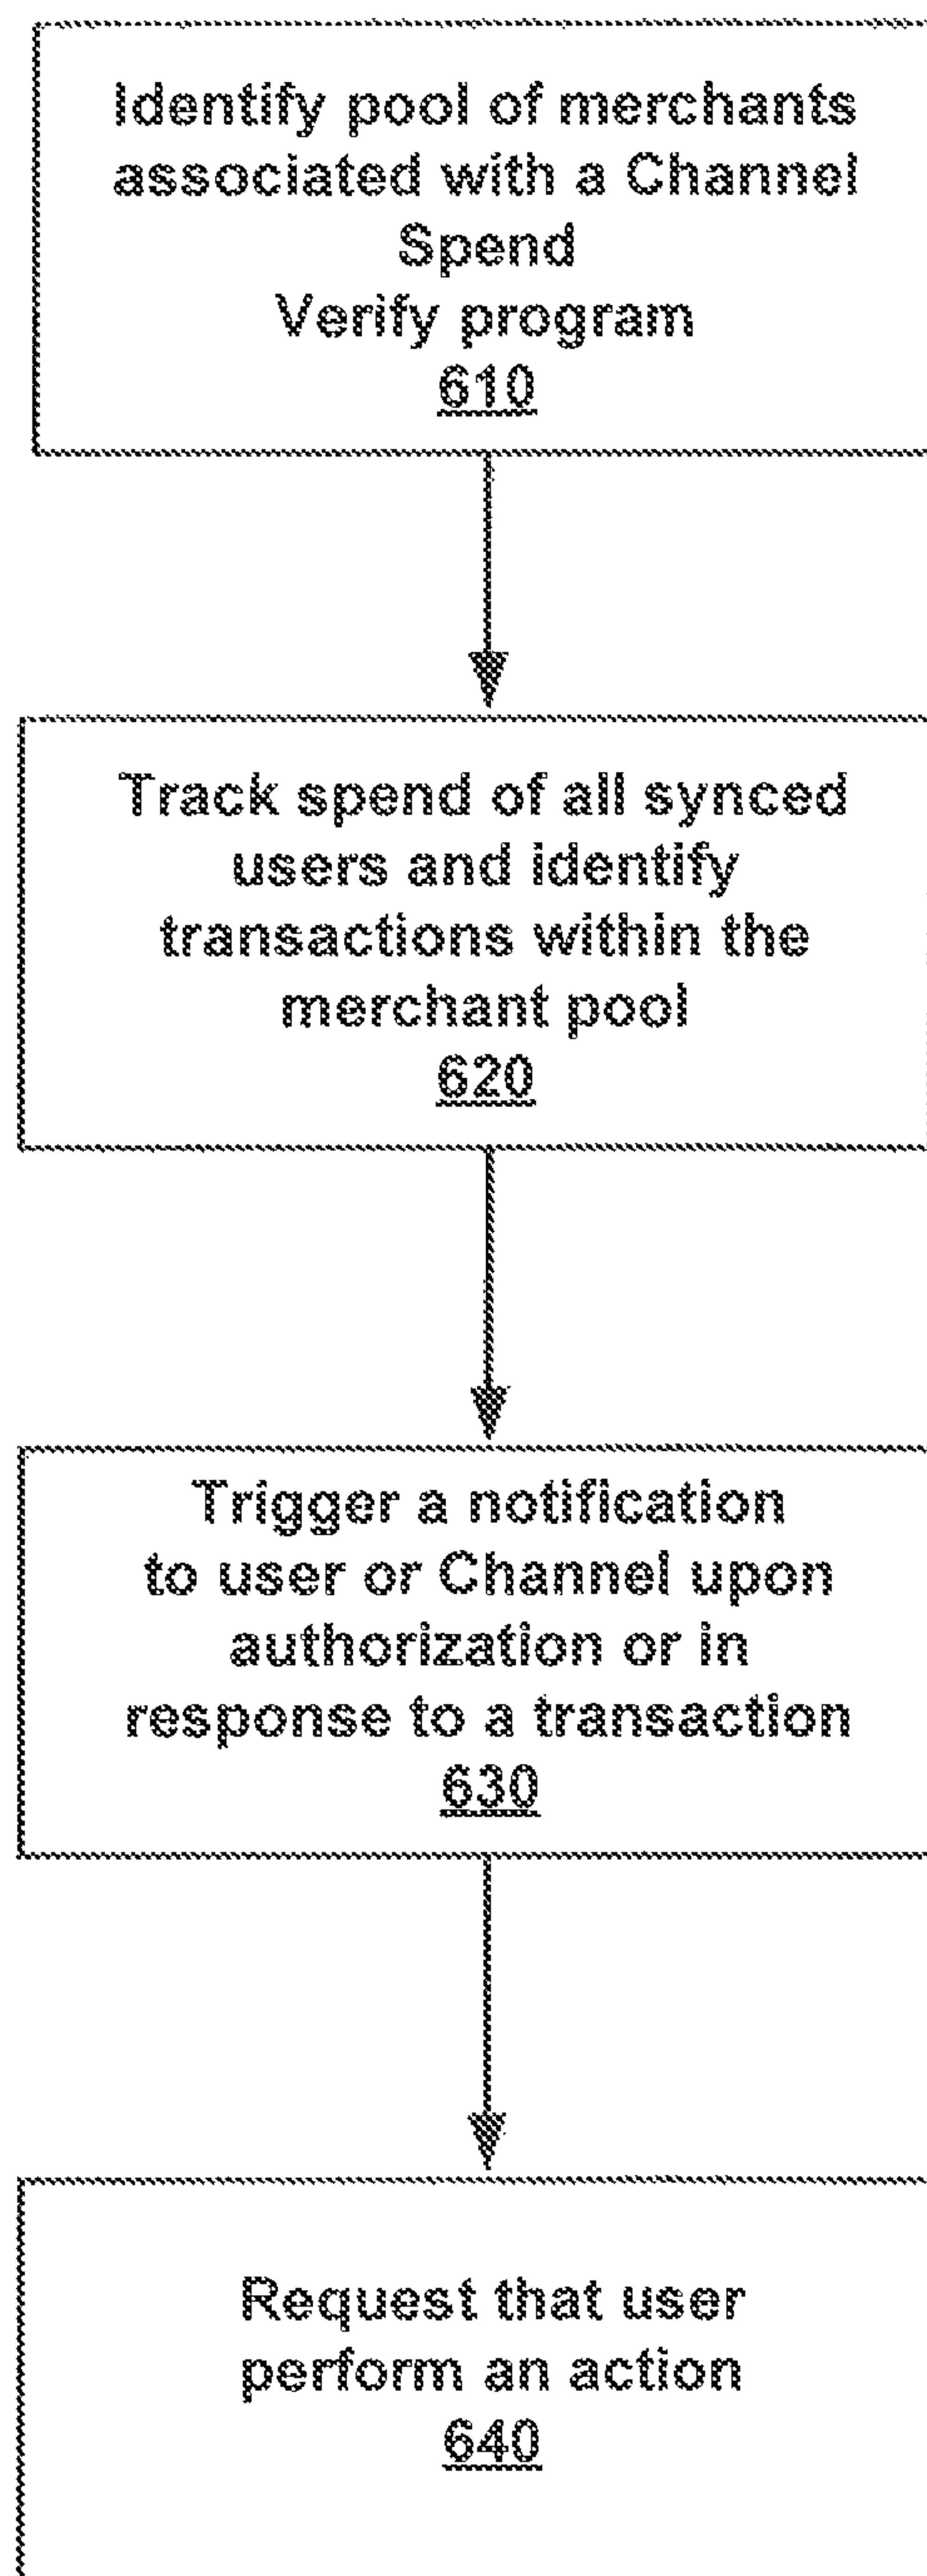 Identify pool of merchants
associated with a Channel
Spend
Verify program
610
Track spend of all synced
users and identify
transactions within the
merchant pool
620
Trigger a notification
to user or Channel upon
authorization or in
response to a transaction
630
Request that user
perform an action
640